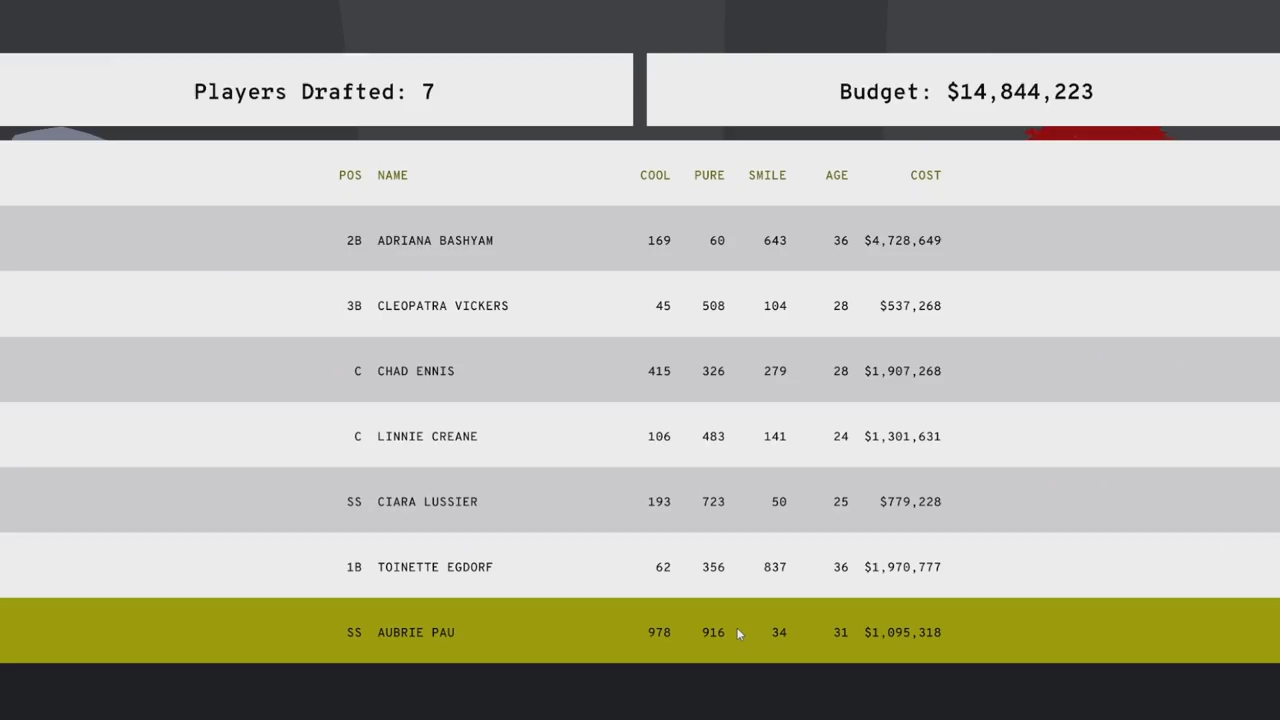 Players Drafted: 7
Budget: $14,844,223
POS NAME COOL PURE SMILE AGE COST
2B ADRIANA BASHYAM 169 60 643 36 $4,728,649
3B CLEOPATRA VICKERS 45 508 104 28 $537,268
C CHAD ENNIS 415 326 279 28 $1,907,268
C LINNIE CREANE 106 483 141 24 $1,301,631
SS CIARA LUSSIER 193 723 50 25 $779,228
1B TOINETTE EGDORF 62 356 837 36 $1,970,777
SS AUBRIE PAU 978 916 34 31 $1,095,318